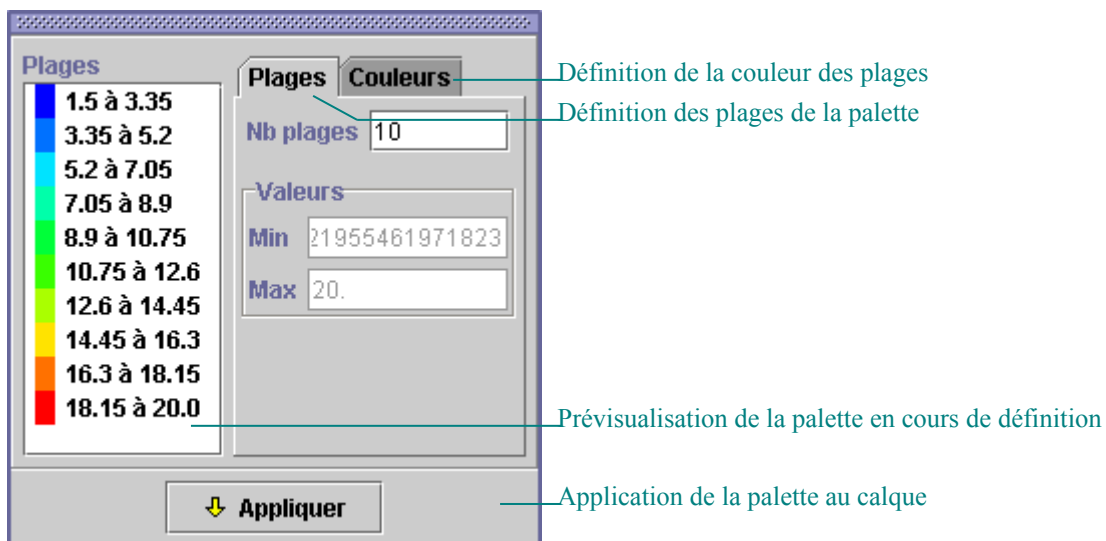 Plages
1.5 à 3.35
3.35 à 5.2
5.2 à 7.05
7.05 à 8.9
8.9 à 10.75
10.75 à 12.6
12.6 à 14.45
14.45 à 16.3
16.3 à 18.15
18.15 à 20.0
Plages Couleurs
Nb plages 10
Valeurs
Min 21955461971823
Max 20.
Appliquer
Définition de la couleur des plages
Définition des plages de la palette
Prévisualisation de la palette en cours de définition
Application de la palette au calque